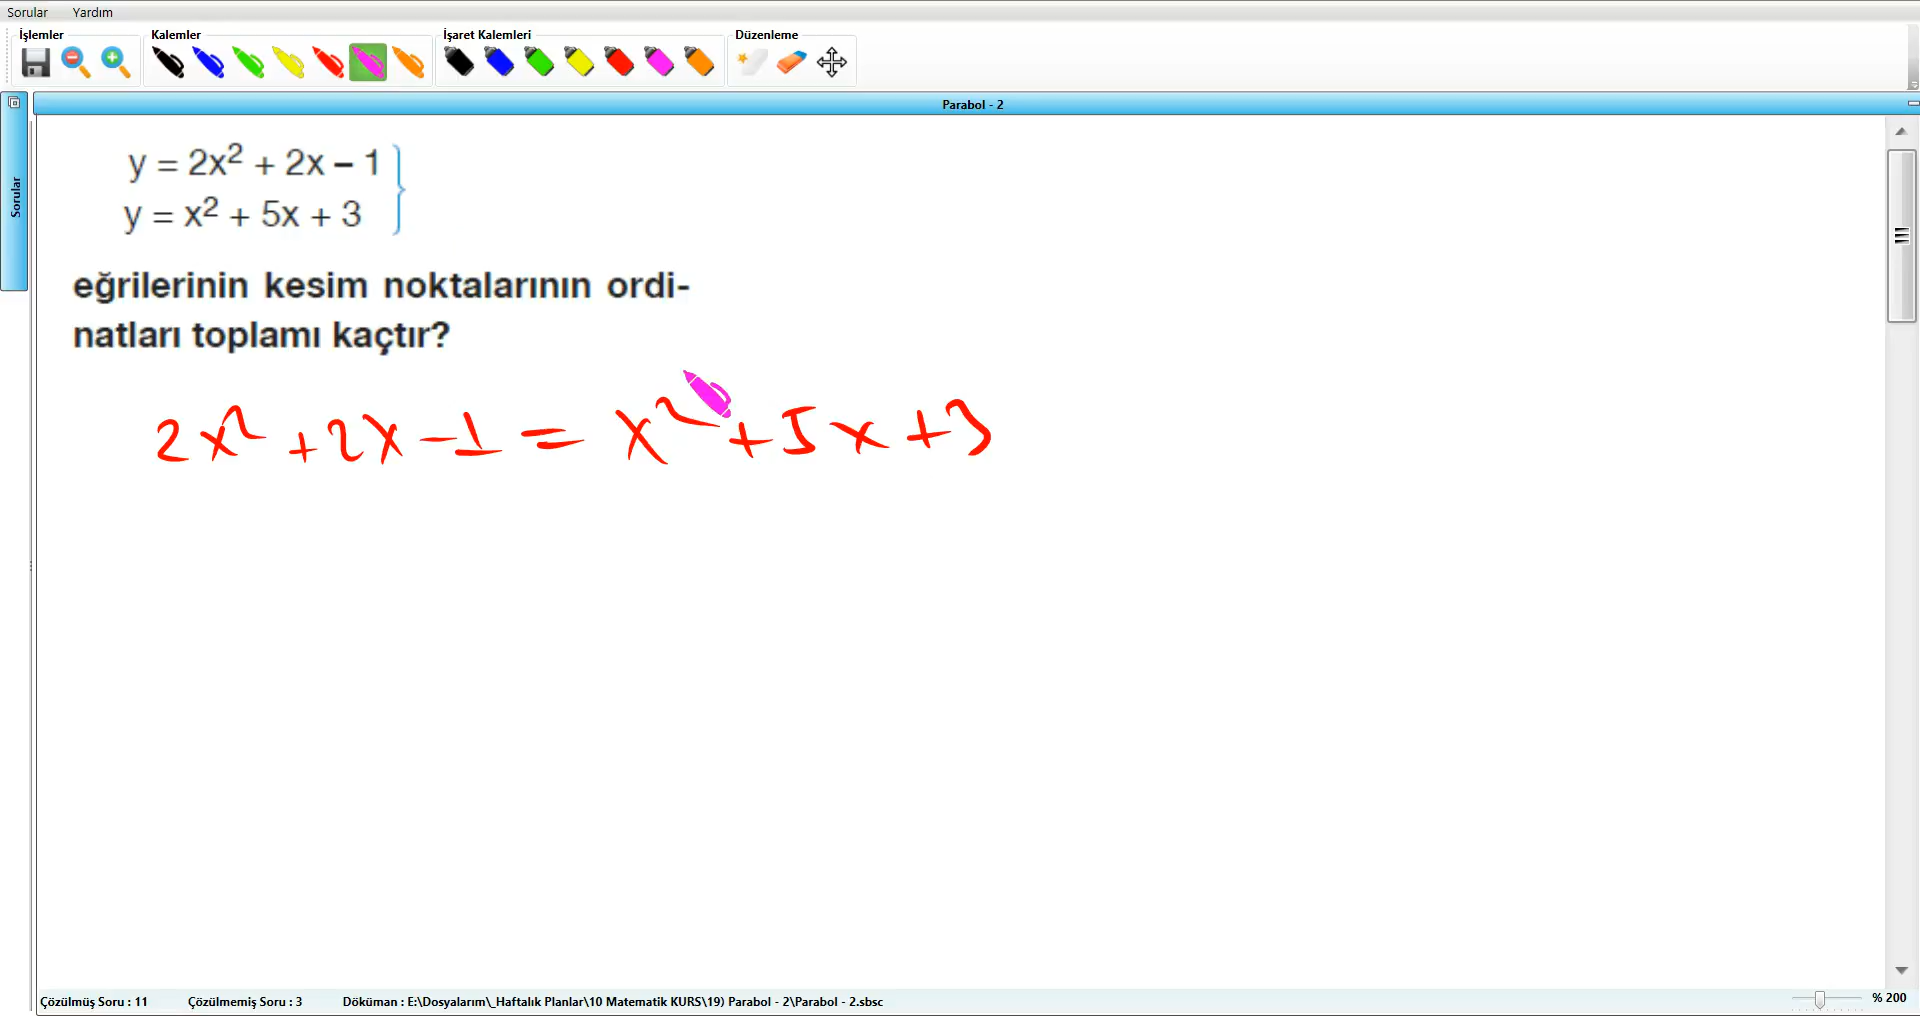 Sorular Yardım
İşlemler Kalemler İşaret Kalemleri Düzenleme
Parabol - 2
Sorular
y = 2x² + 2x – 1
y = x² + 5x + 3
eğrilerinin kesim noktalarının ordi-
natları toplamı kaçtır?
2x² + 2x - 1 = x² + 5x + 3
Çözülmüş Soru : 11 Çözülmemiş Soru : 3 Döküman : E:\Dosyalarım\_Haftalık Planlar\10 Matematik KURS\19) Parabol - 2\Parabol - 2.sbsc % 200